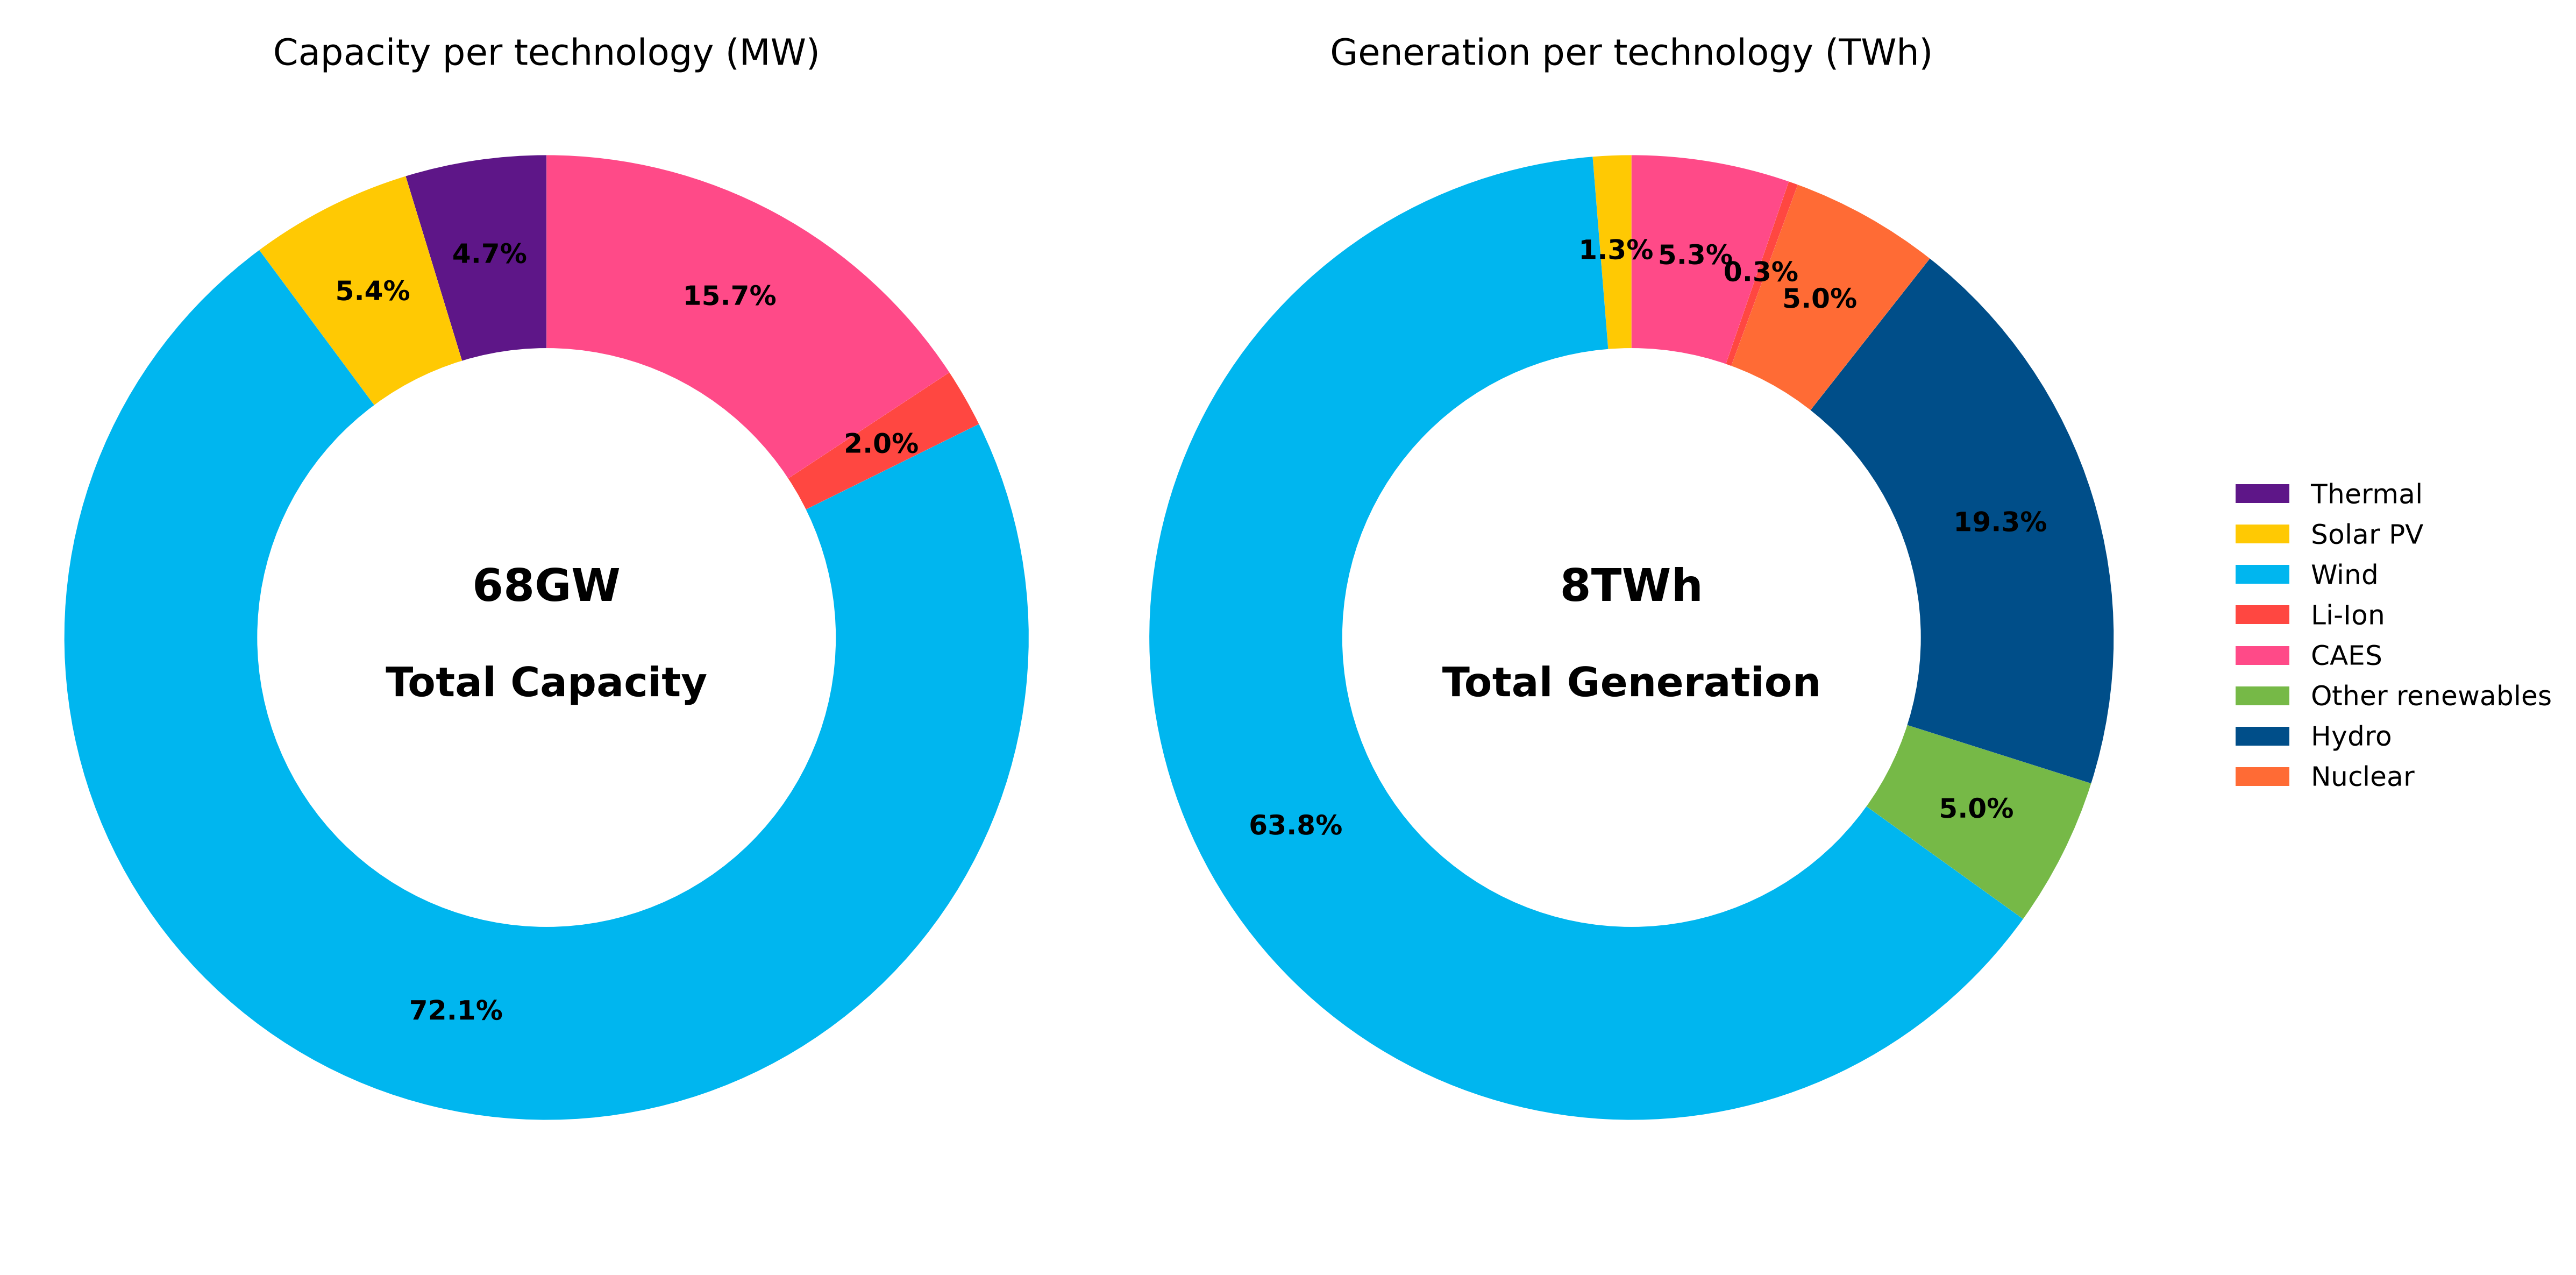 Capacity per technology (MW)
4.7%
15.7%
5.4%
2.0%
72.1%
68GW
Total Capacity
Generation per technology (TWh)
1.3%
5.3%
0.3%
5.0%
19.3%
5.0%
63.8%
8TWh
Total Generation
Thermal
Solar PV
Wind
Li-Ion
CAES
Other renewables
Hydro
Nuclear